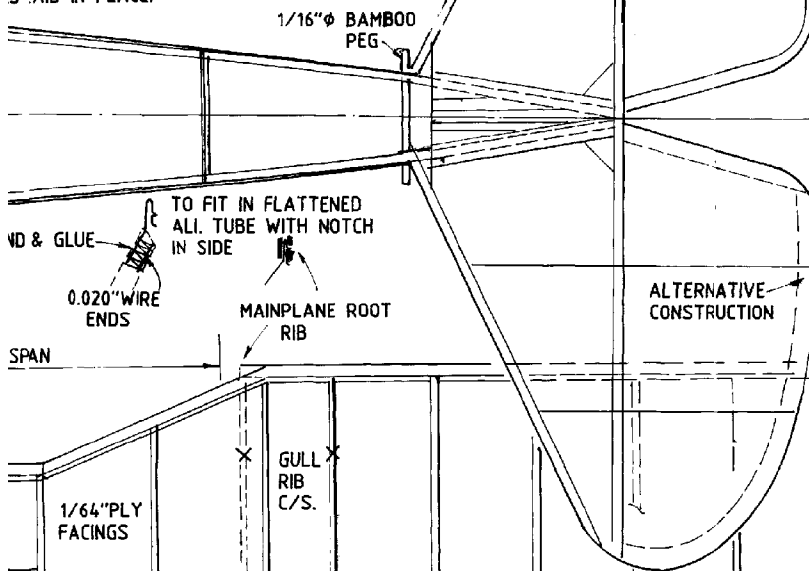 1/16"ø BAMBOO
PEG
TO FIT IN FLATTENED
ALI. TUBE WITH NOTCH
IN SIDE
& GLUE
0.020"WIRE
ENDS
MAINPLANE ROOT
RIB
ALTERNATIVE
CONSTRUCTION
SPAN
GULL
RIB
C/S.
1/64"PLY
FACINGS